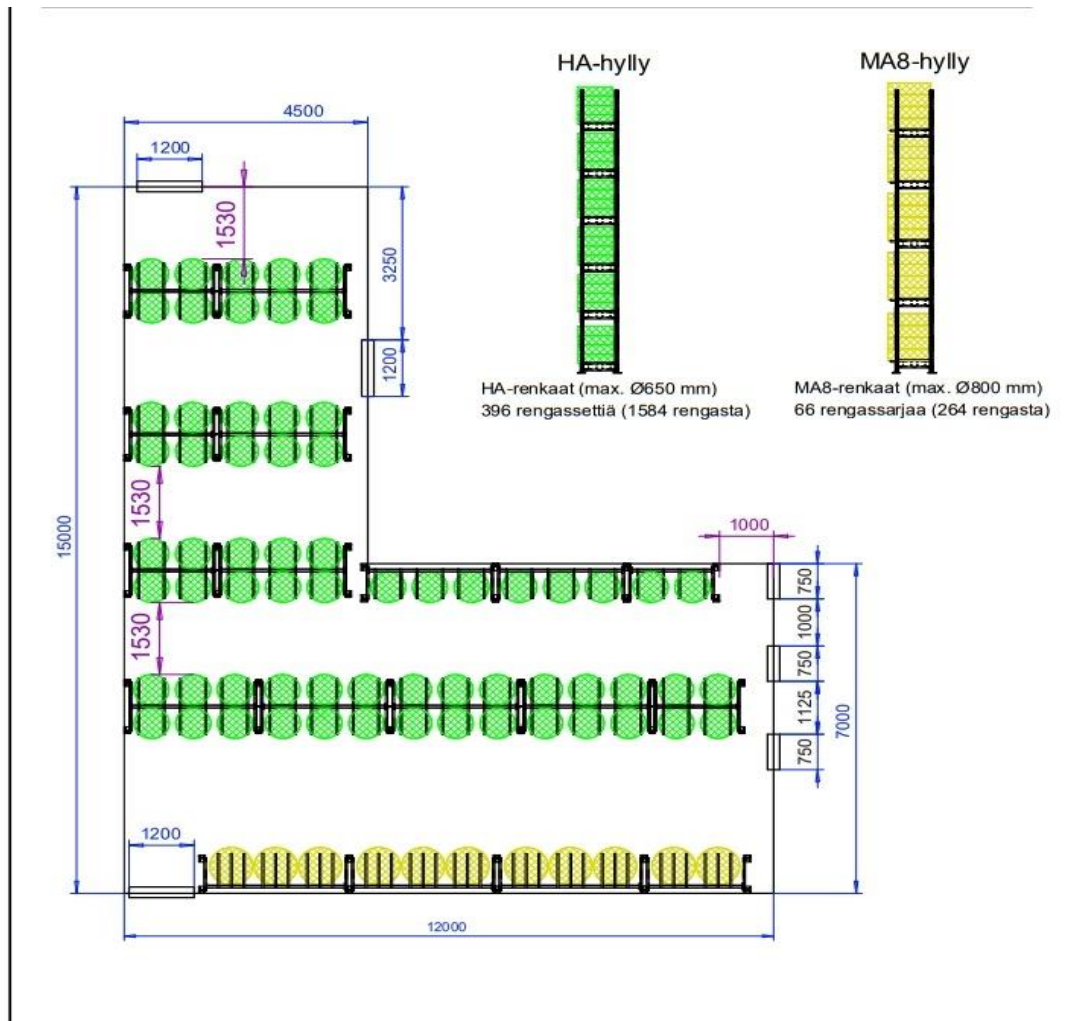 HA-hylly
MA8-hylly
4500
1200
1530
3250
1200
HA-renkaat (max. Ø650 mm)
396 rengassettiä (1584 rengasta)
MA8-renkaat (max. Ø800 mm)
66 rengassarjaa (264 rengasta)
1530
15000
1000
750
1000
1530
750
1125
7000
750
1200
12000